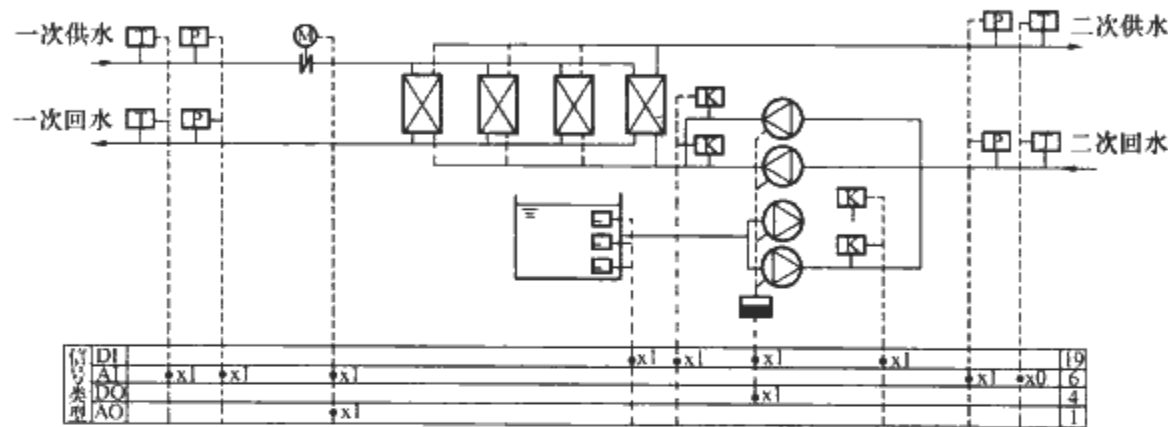 一次供水 T P M P T 二次供水
K
一次回水 T P K P T 二次回水
K
K
信号类型
DI x1 x1 x1 x1 19
AI x1 x1 x1 x1 x0 6
DO x1 4
AO x1 1